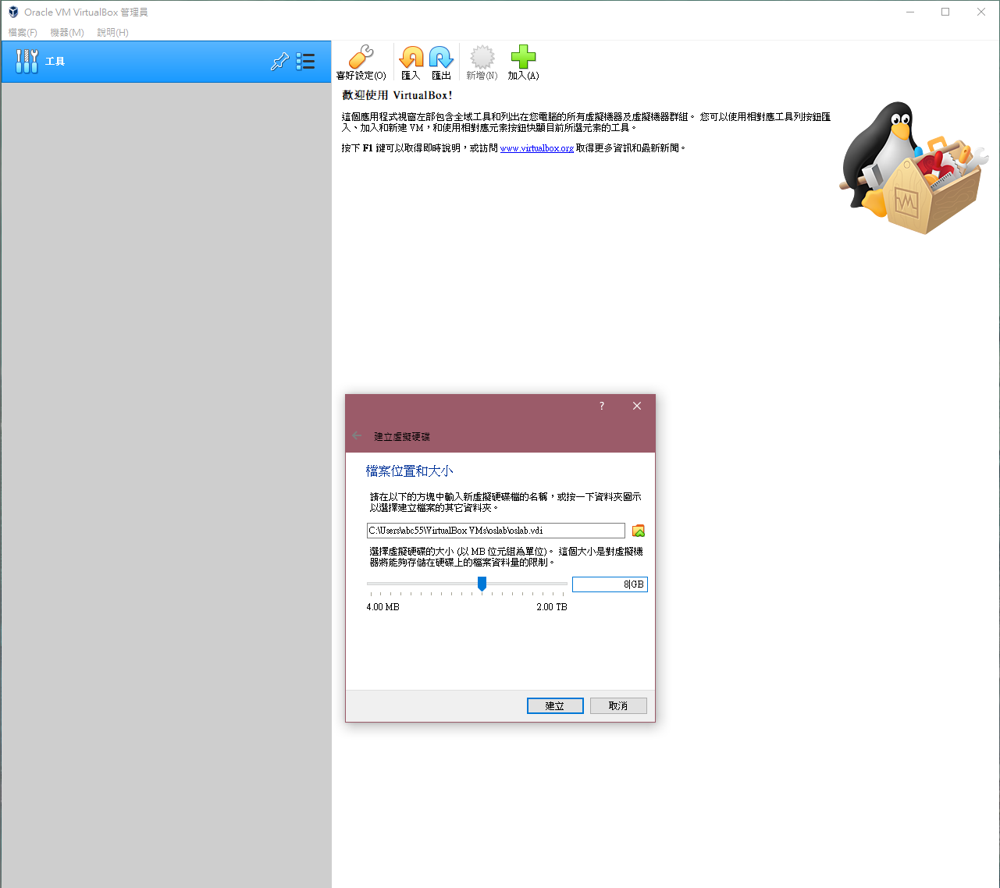 Oracle VM VirtualBox 管理員
檔案(F) 機器(M) 說明(H)
工具
喜好設定(O) 匯入 匯出 新增(N) 加入(A)
歡迎使用 VirtualBox!
這個應用程式視窗左部包含全域工具和列出在您電腦的所有虛擬機器及虛擬機器群組。 您可以使用相對應工具列按鈕匯
入、加入和新建 VM，和使用相對應元素按鈕快顯目前所選元素的工具。
按下 F1 鍵可以取得即時說明，或訪問 www.virtualbox.org 取得更多資訊和最新新聞。
?
建立虛擬硬碟
檔案位置和大小
請在以下的方塊中輸入新虛擬硬碟檔的名稱，或按一下資料夾圖示
以選擇建立檔案的其它資料夾。
C:\Users\abc55\VirtualBox VMs\oslab\oslab.vdi
選擇虛擬硬碟的大小 (以 MB 位元組為單位)。 這個大小是對虛擬機
器將能夠存儲在硬碟上的檔案資料量的限制。
8GB
4.00 MB 2.00 TB
建立 取消